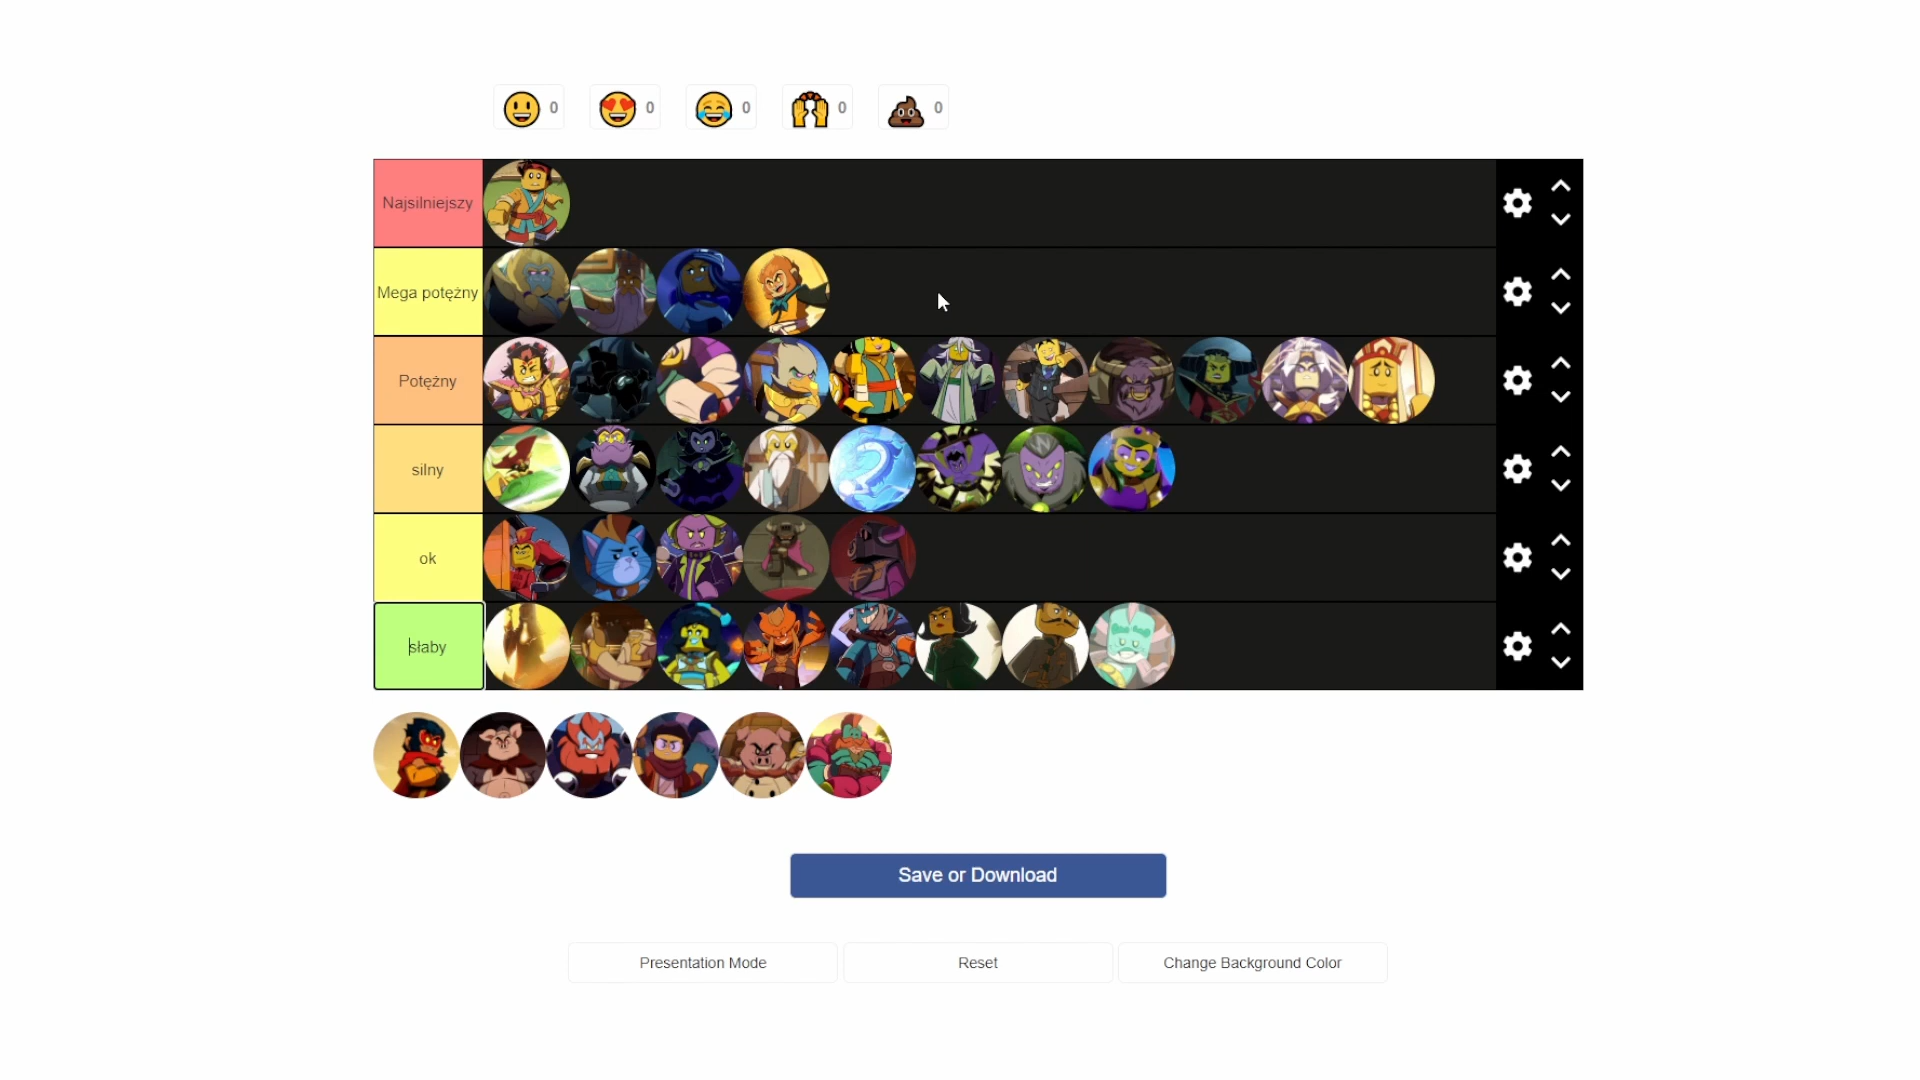 0 0 0 0 0
Najsilniejszy
Mega potężny
Potężny
silny
ok
słaby
Save or Download
Presentation Mode Reset Change Background Color